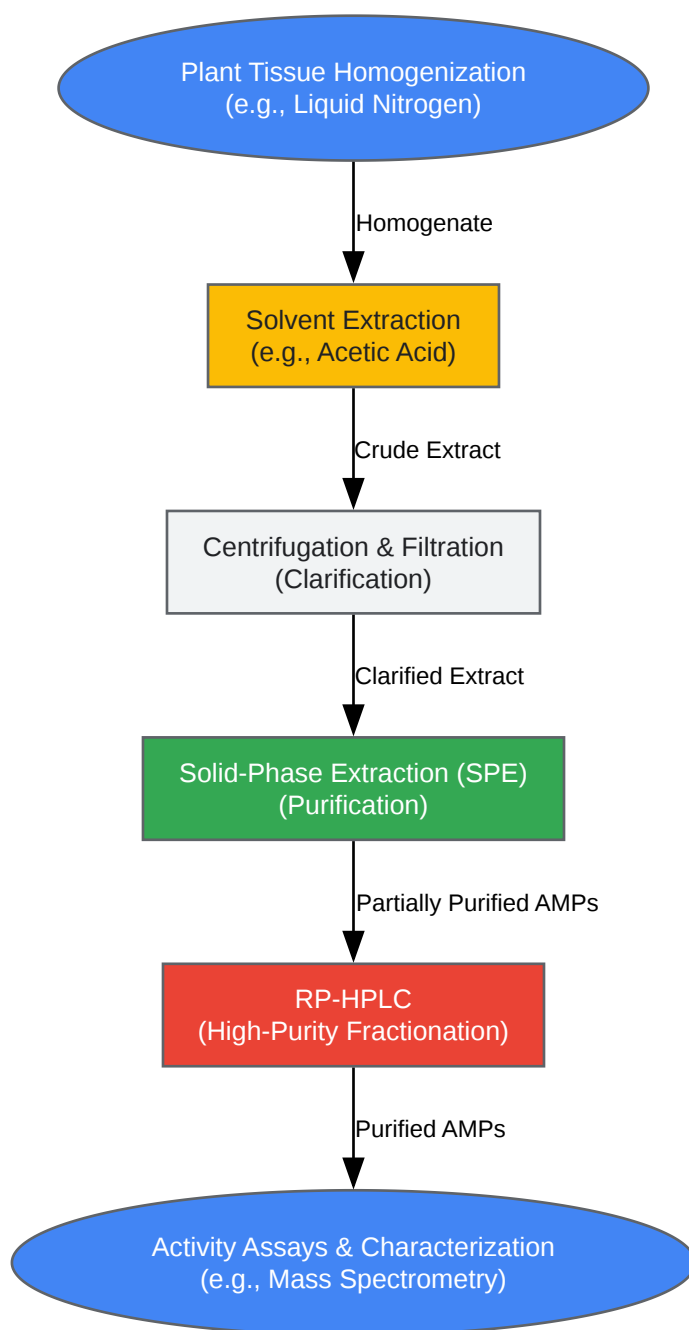 Plant Tissue Homogenization
(e.g., Liquid Nitrogen)
Homogenate
Solvent Extraction
(e.g., Acetic Acid)
Crude Extract
Centrifugation & Filtration
(Clarification)
Clarified Extract
Solid-Phase Extraction (SPE)
(Purification)
Partially Purified AMPs
RP-HPLC
(High-Purity Fractionation)
Purified AMPs
Activity Assays & Characterization
(e.g., Mass Spectrometry)